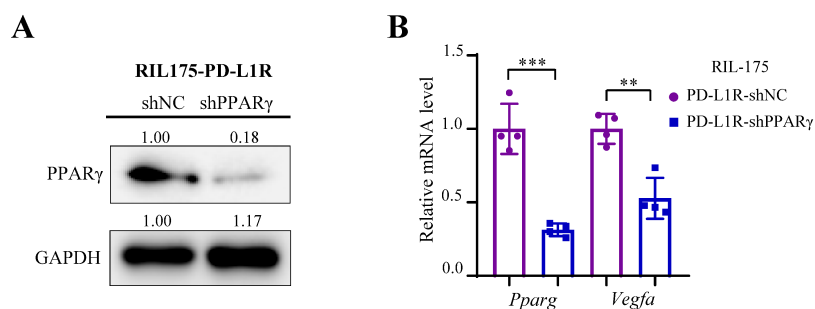 A
RIL175-PD-L1R
shNC shPPARγ
1.00 0.18
PPARγ
1.00 1.17
GAPDH
B
Relative mRNA level
1.5
1.0
0.5
0.0
***
**
Pparg Vegfa
RIL-175
PD-L1R-shNC
PD-L1R-shPPARγ